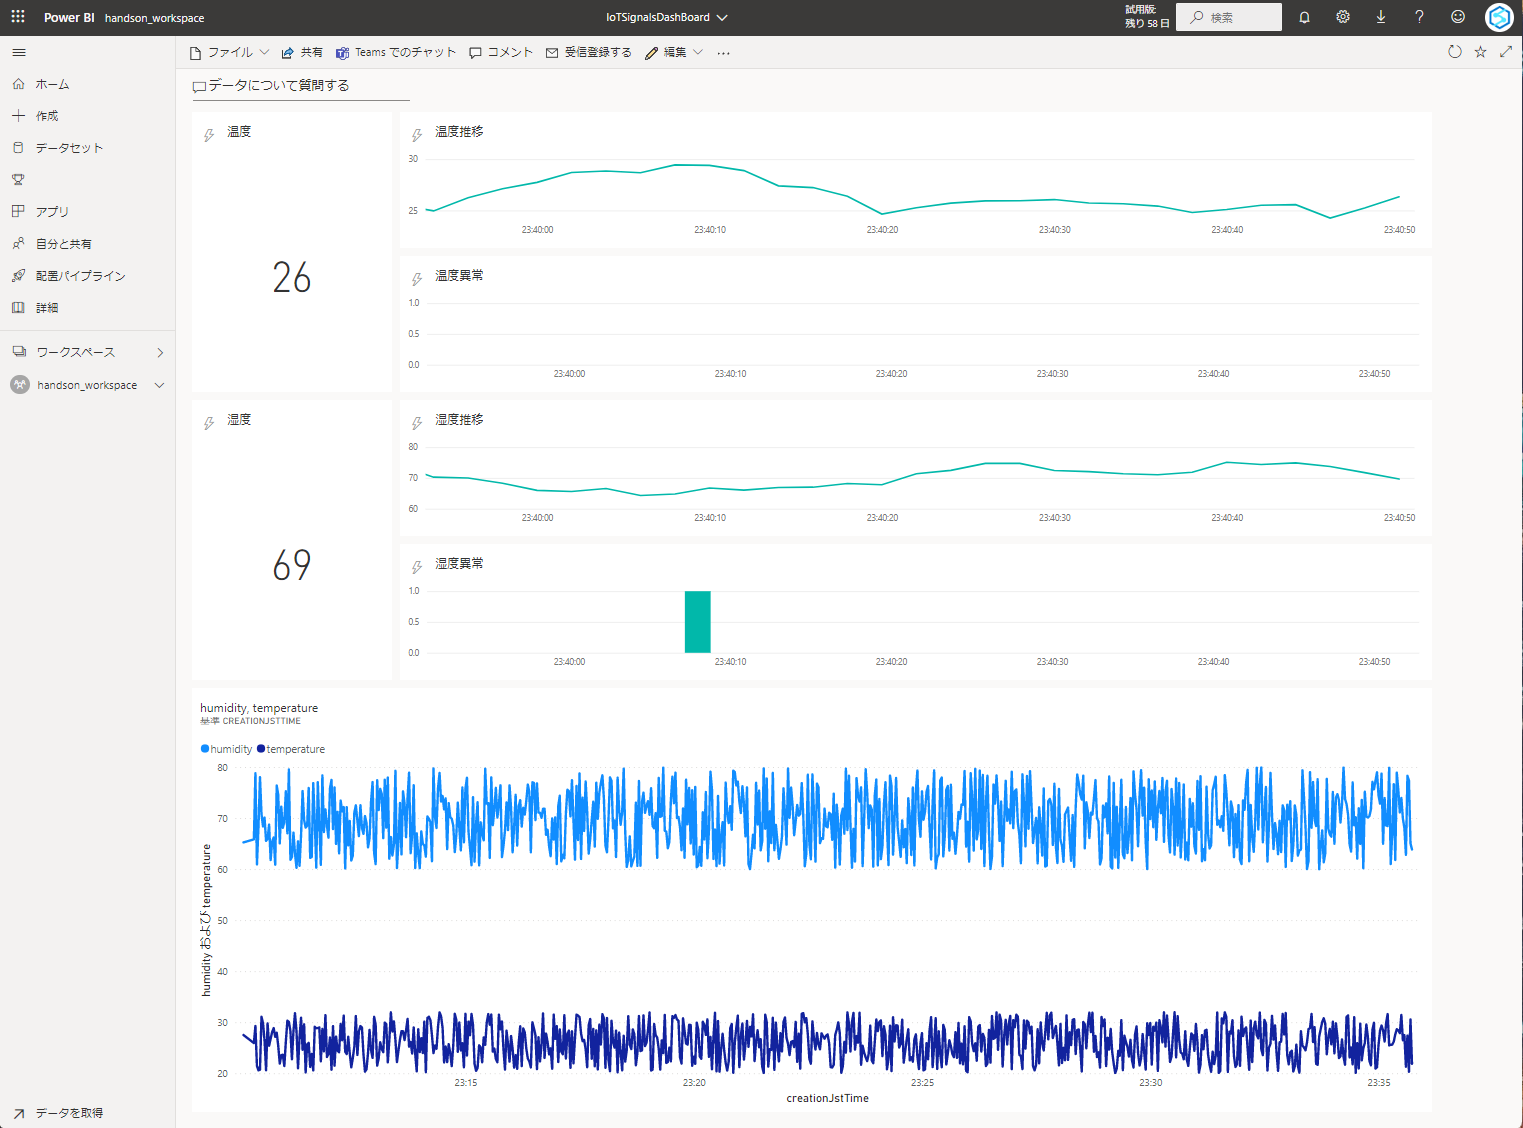 Power BI handson_workspace
IoTSignalsDashBoard
試用版:
残り 58 日
検索
ファイル 共有 Teams でのチャット コメント 受信登録する 編集 …
ホーム
作成
データセット
アプリ
自分と共有
配置パイプライン
詳細
ワークスペース
handson_workspace
データを取得
データについて質問する
温度
26
温度推移
30
25
23:40:00 23:40:10 23:40:20 23:40:30 23:40:40 23:40:50
温度異常
1.0
0.5
0.0
23:40:00 23:40:10 23:40:20 23:40:30 23:40:40 23:40:50
湿度
69
湿度推移
80
70
60
23:40:00 23:40:10 23:40:20 23:40:30 23:40:40 23:40:50
湿度異常
1.0
0.5
0.0
23:40:00 23:40:10 23:40:20 23:40:30 23:40:40 23:40:50
humidity, temperature
基準 CREATIONJSTTIME
humidity temperature
humidity および temperature
80
70
60
50
40
30
20
23:15 23:20 23:25 23:30 23:35
creationJstTime